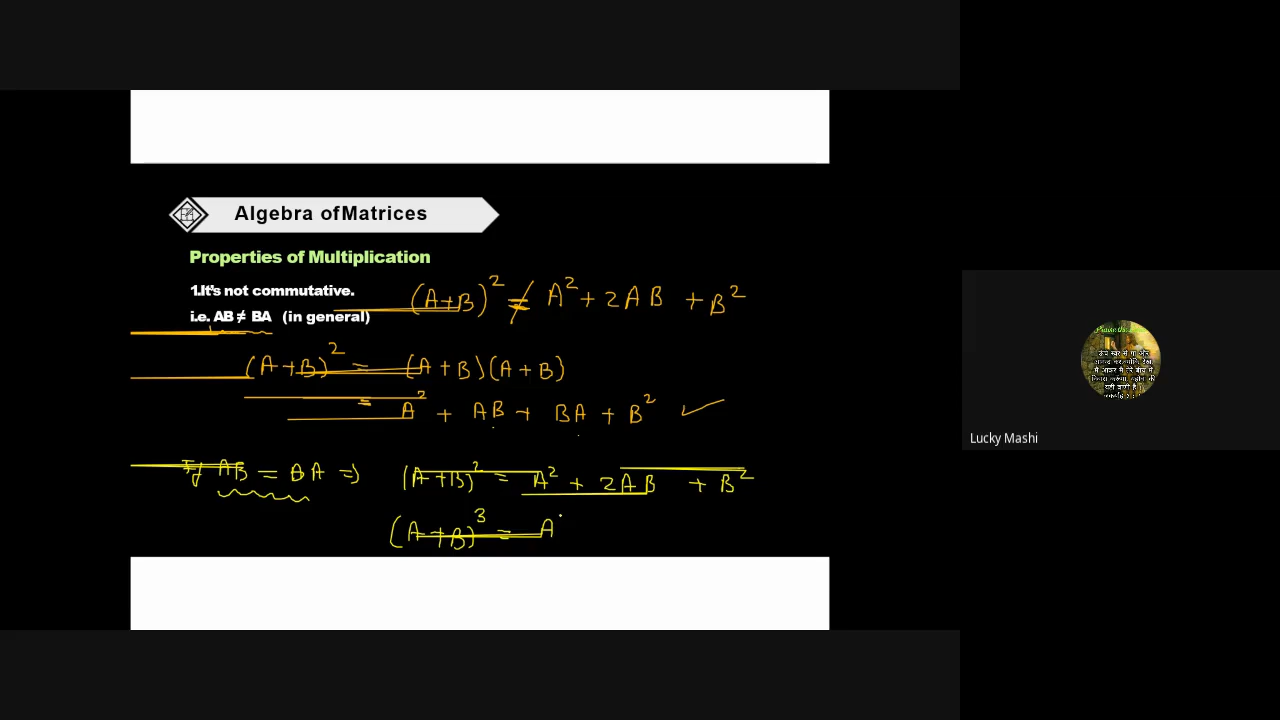 Algebra ofMatrices
Properties of Multiplication
1.It's not commutative.
(A+B)² ≠ A² + 2AB + B²
i.e. AB ≠ BA (in general)
(A+B)² = (A+B)(A+B)
= A² + AB + BA + B² ✓
If AB = BA ⇒ (A+B)² = A² + 2AB + B²
(A+B)³ = A
Lucky Mashi